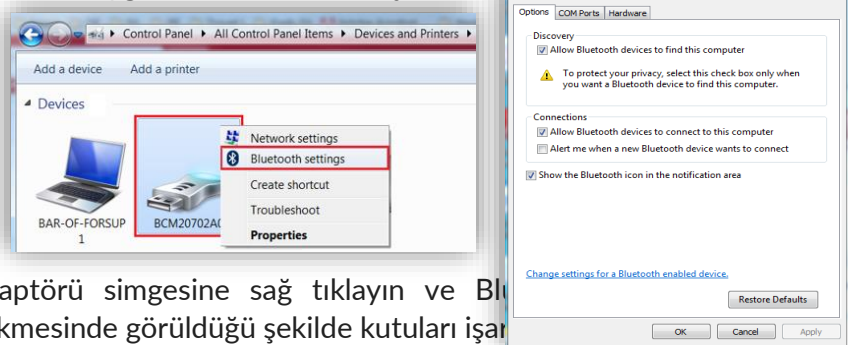 Control Panel ▸ All Control Panel Items ▸ Devices and Printers ▸
Add a device Add a printer
Devices
BAR-OF-FORSUP
1
BCM20702A
Network settings
Bluetooth settings
Create shortcut
Troubleshoot
Properties
Options COM Ports Hardware
Discovery
Allow Bluetooth devices to find this computer
To protect your privacy, select this check box only when
you want a Bluetooth device to find this computer.
Connections
Allow Bluetooth devices to connect to this computer
Alert me when a new Bluetooth device wants to connect
Show the Bluetooth icon in the notification area
Change settings for a Bluetooth enabled device.
Restore Defaults
OK Cancel Apply
aptörü simgesine sağ tıklayın ve Bl
kmesinde görüldüğü şekilde kutuları işar